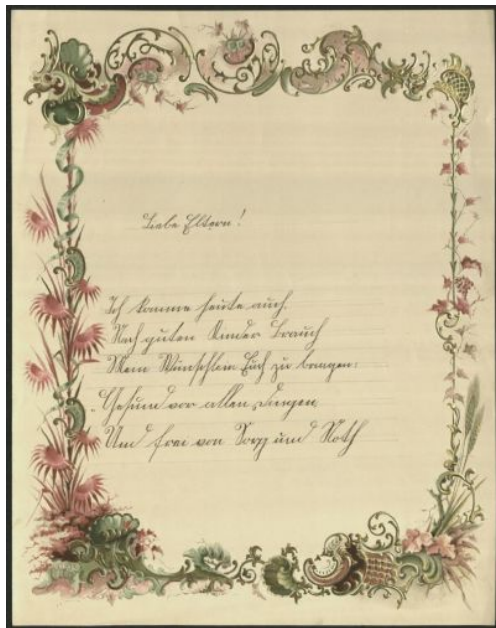 Liebe Eltern!
Ich komme heute auch.
Nach guten Kinder Brauch
Mein Wünschlein Euch zu bringen:
Gesund vor allen Dingen,
Und frei von Sorg und Noth